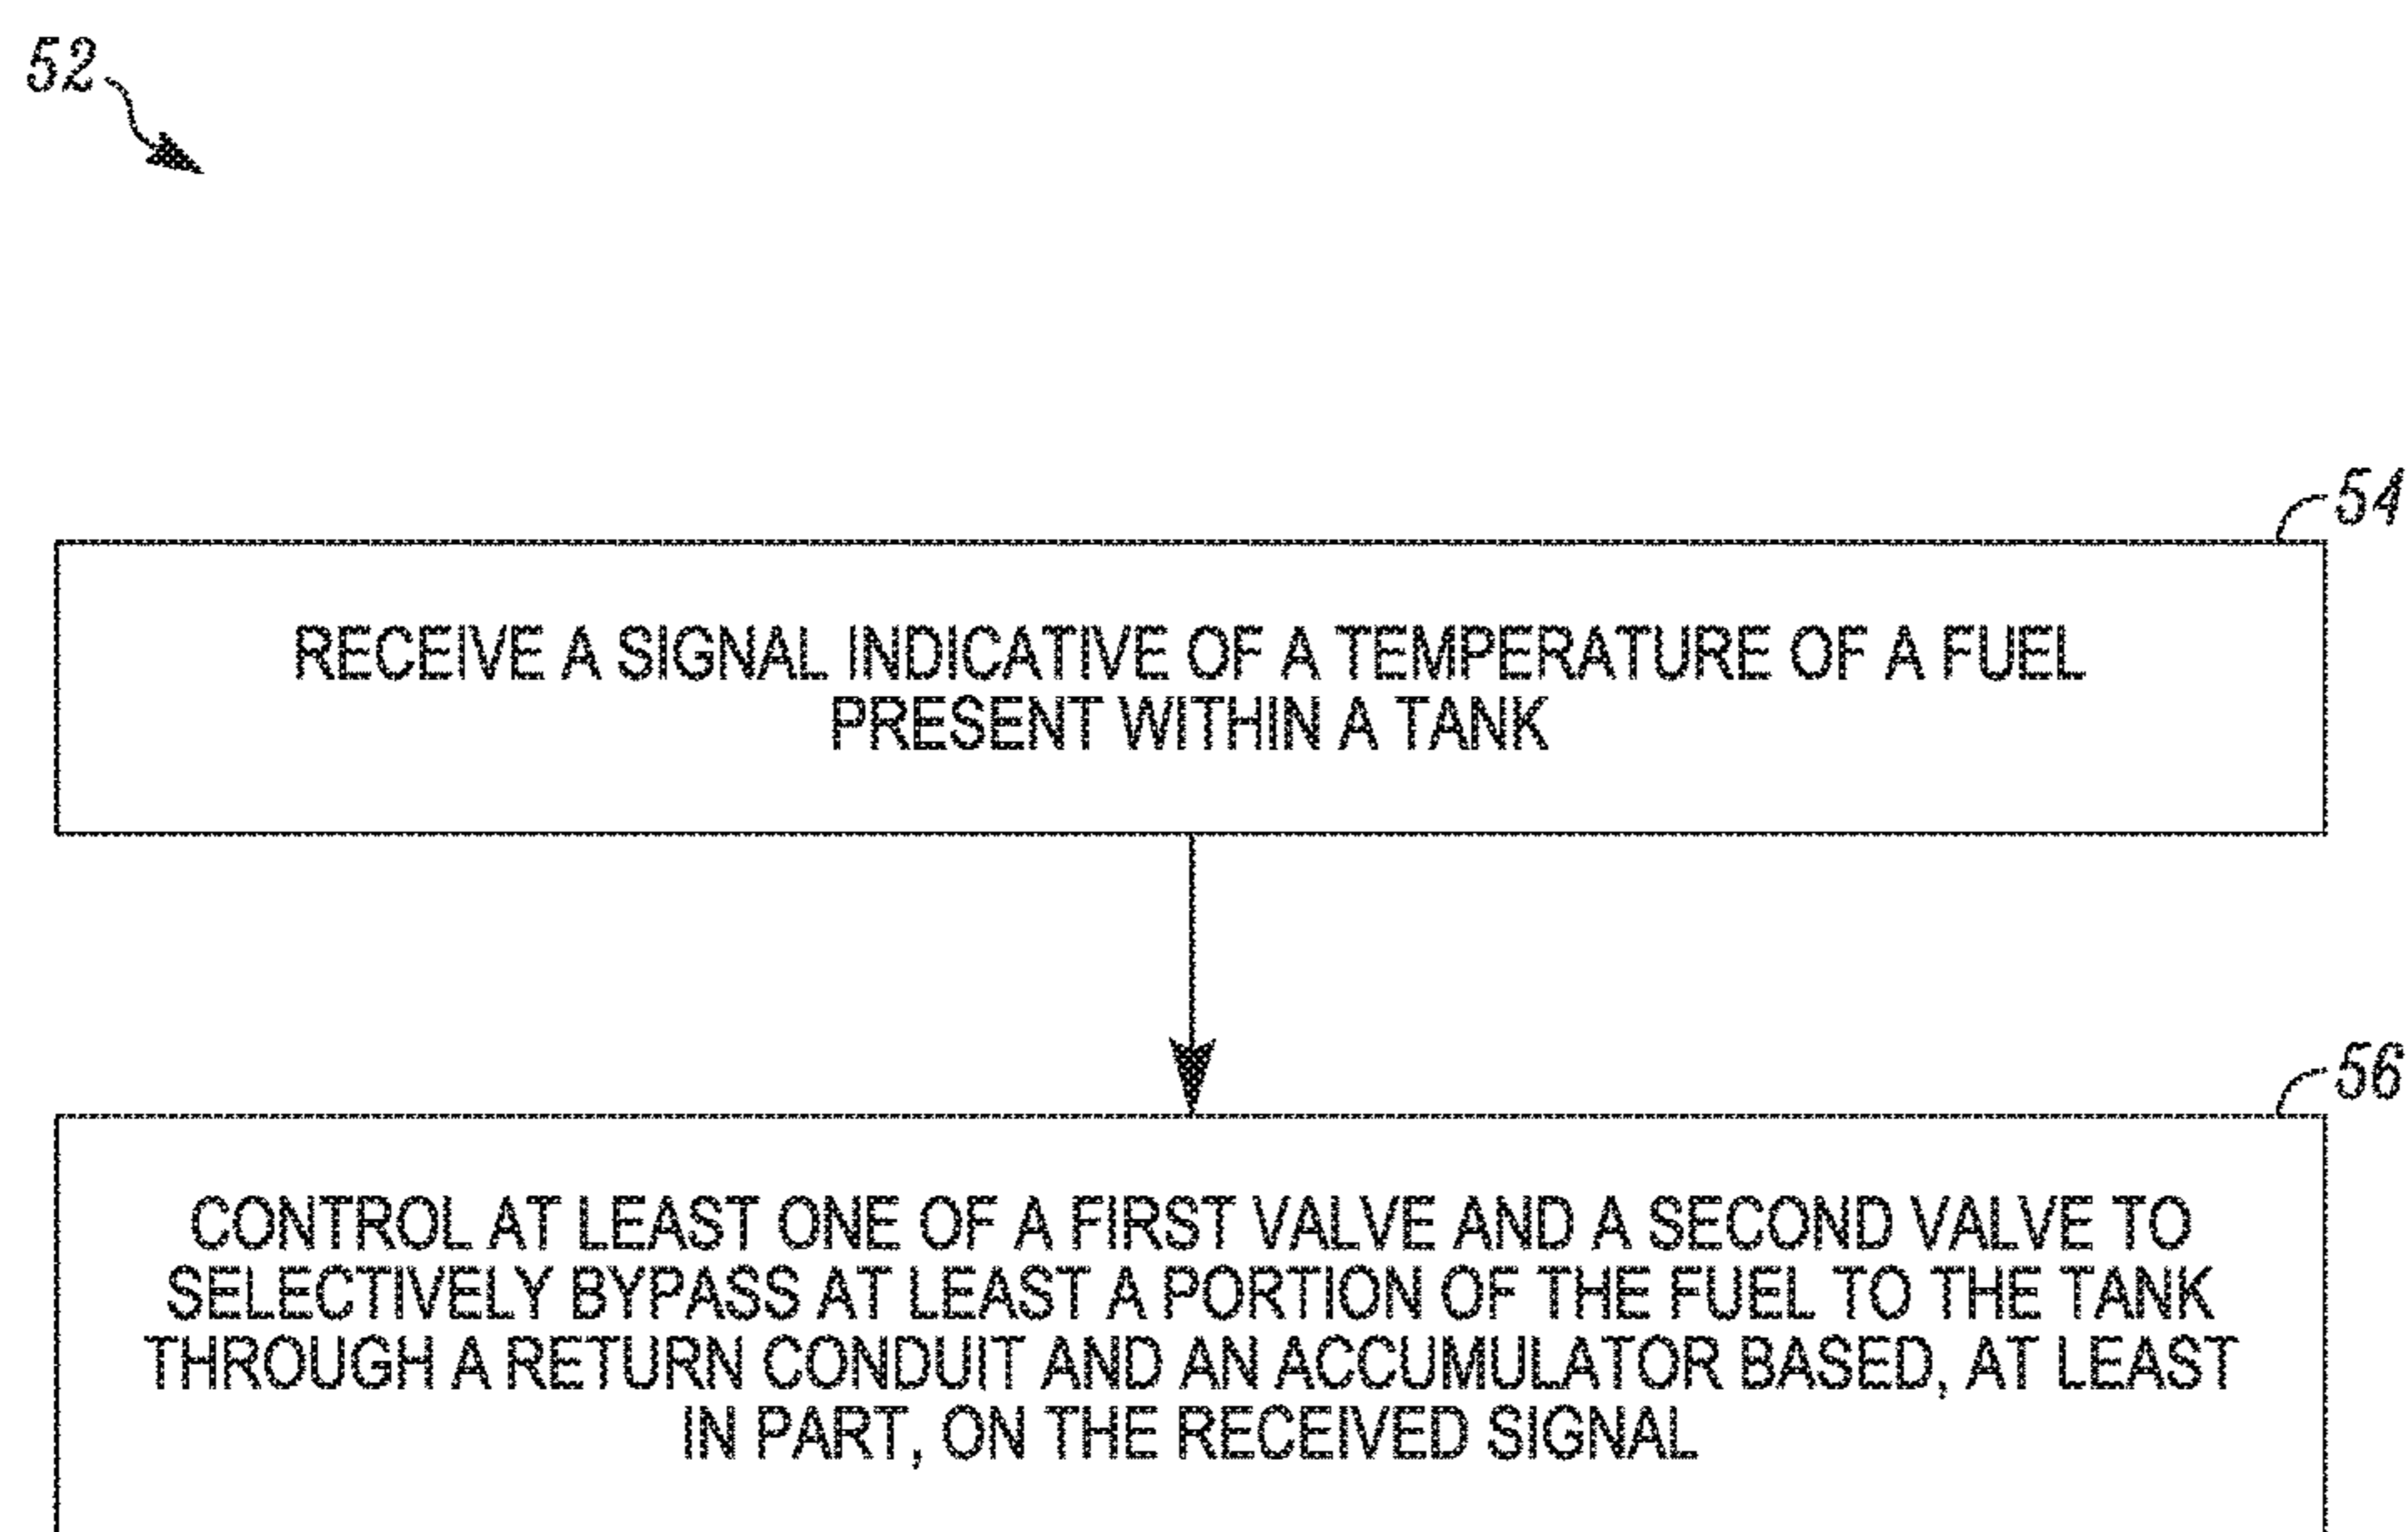 52
54
RECEIVE A SIGNAL INDICATIVE OF A TEMPERATURE OF A FUEL
PRESENT WITHIN A TANK
56
CONTROL AT LEAST ONE OF A FIRST VALVE AND A SECOND VALVE TO
SELECTIVELY BYPASS AT LEAST A PORTION OF THE FUEL TO THE TANK
THROUGH A RETURN CONDUIT AND AN ACCUMULATOR BASED, AT LEAST
IN PART, ON THE RECEIVED SIGNAL